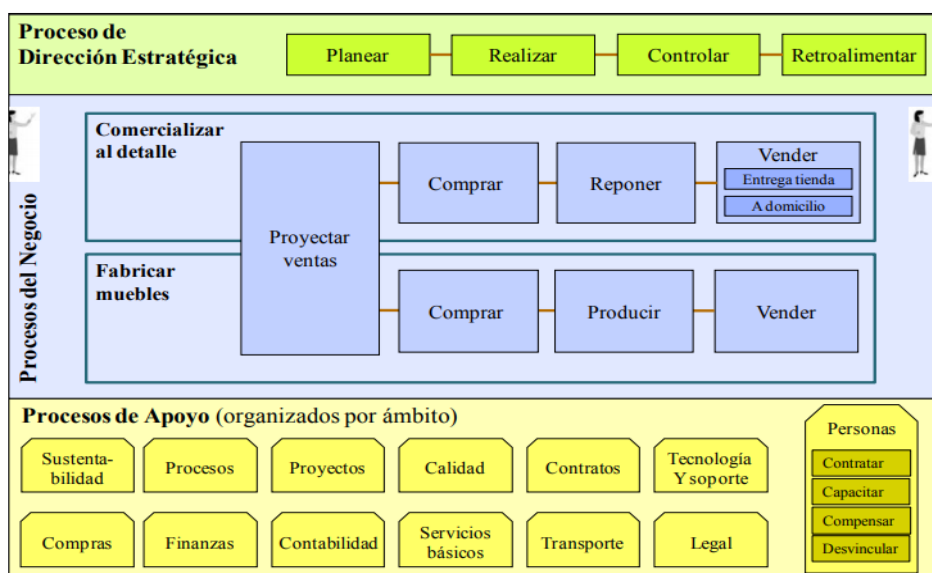 Proceso de
Dirección Estratégica
Planear
Realizar
Controlar
Retroalimentar
Procesos del Negocio
Comercializar
al detalle
Proyectar
ventas
Comprar
Reponer
Vender
Entrega tienda
A domicilio
Fabricar
muebles
Comprar
Producir
Vender
Procesos de Apoyo (organizados por ámbito)
Sustenta-
bilidad
Procesos
Proyectos
Calidad
Contratos
Tecnología
Y soporte
Compras
Finanzas
Contabilidad
Servicios
básicos
Transporte
Legal
Personas
Contratar
Capacitar
Compensar
Desvincular